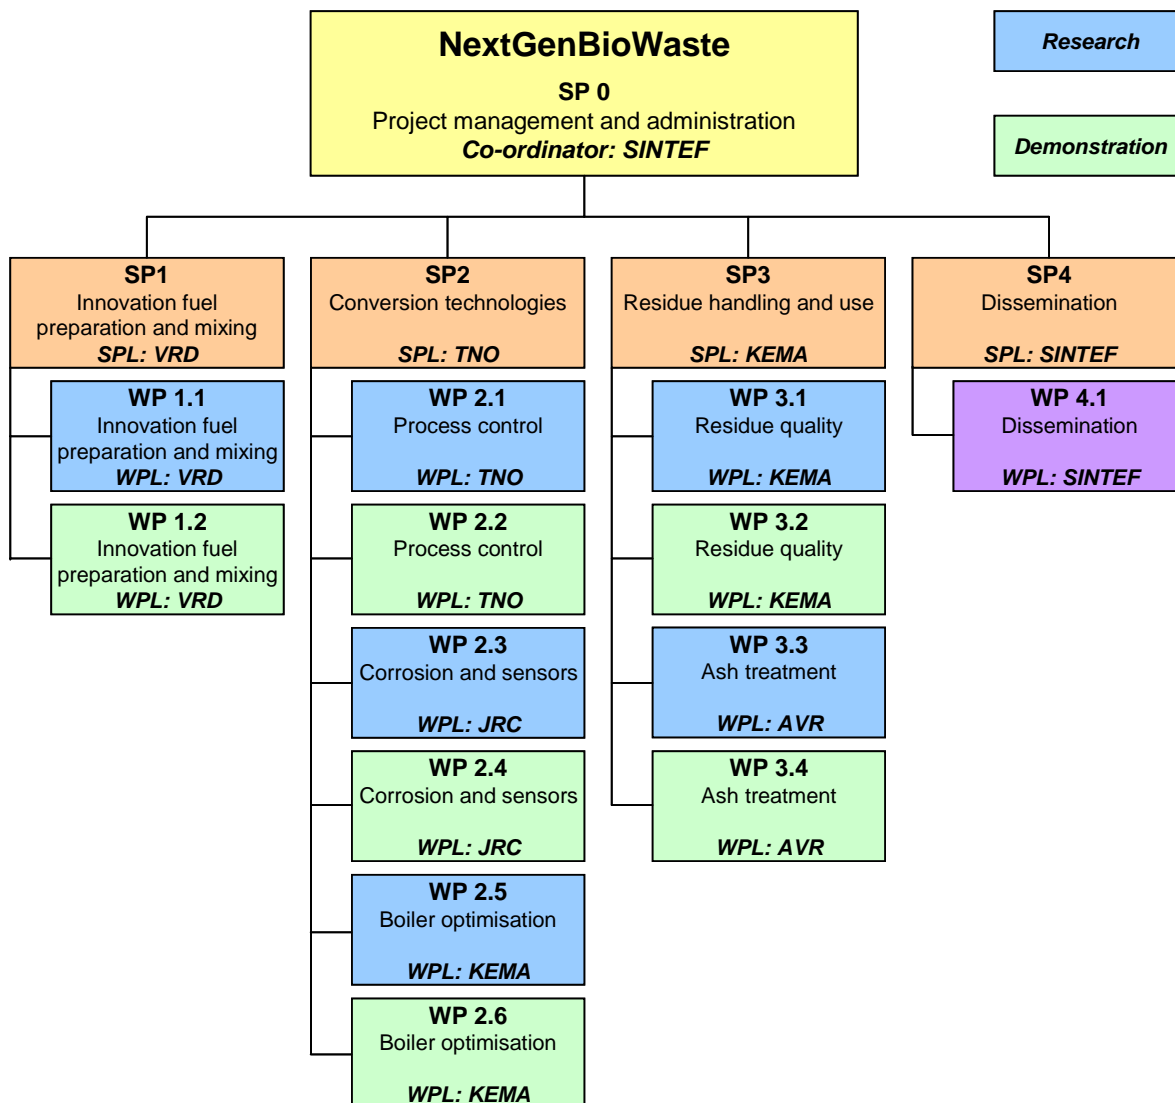 NextGenBioWaste
SP 0
Project management and administration
Co-ordinator: SINTEF
Research
Demonstration
SP1
Innovation fuel
preparation and mixing
SPL: VRD
WP 1.1
Innovation fuel
preparation and mixing
WPL: VRD
WP 1.2
Innovation fuel
preparation and mixing
WPL: VRD
SP2
Conversion technologies
SPL: TNO
WP 2.1
Process control
WPL: TNO
WP 2.2
Process control
WPL: TNO
WP 2.3
Corrosion and sensors
WPL: JRC
WP 2.4
Corrosion and sensors
WPL: JRC
WP 2.5
Boiler optimisation
WPL: KEMA
WP 2.6
Boiler optimisation
WPL: KEMA
SP3
Residue handling and use
SPL: KEMA
WP 3.1
Residue quality
WPL: KEMA
WP 3.2
Residue quality
WPL: KEMA
WP 3.3
Ash treatment
WPL: AVR
WP 3.4
Ash treatment
WPL: AVR
SP4
Dissemination
SPL: SINTEF
WP 4.1
Dissemination
WPL: SINTEF